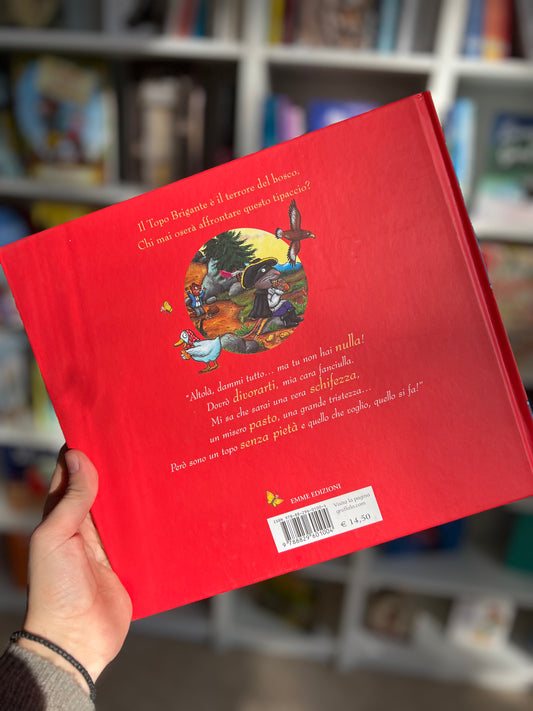 Il Topo Brigante è il terrore del bosco.
Chi mai oserà affrontare questo tipaccio?
"Altolà, dammi tutto... ma tu non hai nulla!
Dovrò divorarti, mia cara fanciulla.
Mi sa che sarai una vera schifezza,
un misero pasto, una grande tristezza...
Però sono un topo senza pietà e quello che voglio, quello si fa!"
EMME EDIZIONI
Visita la pagina
gruffalo.com
€ 14,50
9 788829 601004